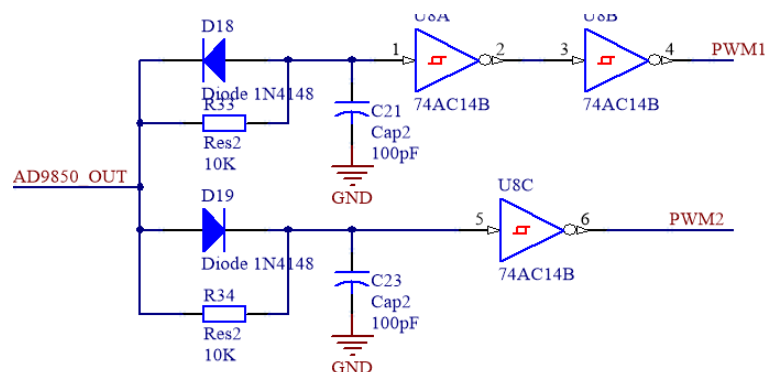 D18
U8A
U8B
1
2
3
4
PWM1
Diode 1N4148
R33
Res2
10K
C21
Cap2
100pF
74AC14B
74AC14B
GND
AD9850_OUT
D19
U8C
5
6
PWM2
Diode 1N4148
R34
Res2
10K
C23
Cap2
100pF
74AC14B
GND